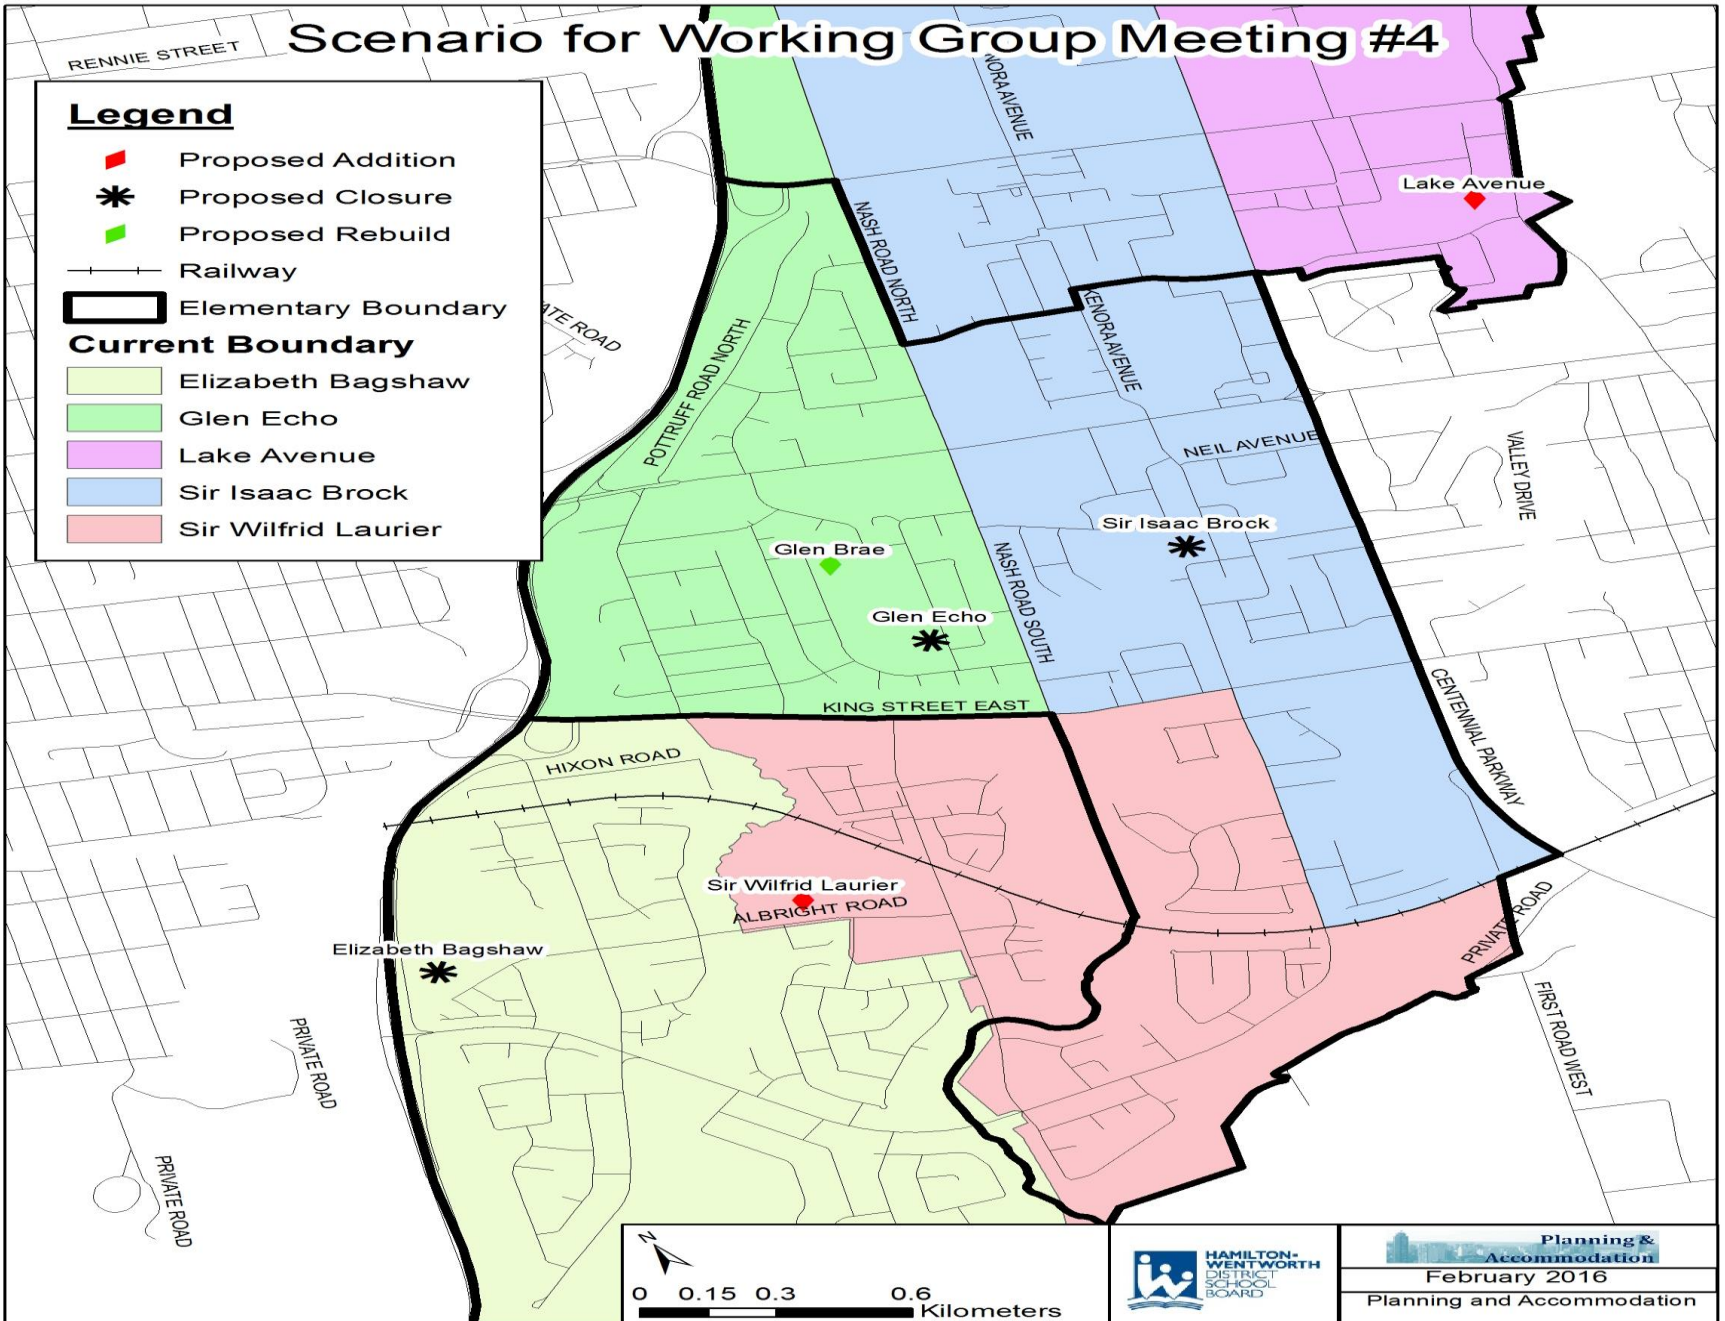 Scenario for Working Group Meeting #4
RENNIE STREET
Legend
Proposed Addition
Proposed Closure
Proposed Rebuild
Railway
Elementary Boundary
Current Boundary
Elizabeth Bagshaw
Glen Echo
Lake Avenue
Sir Isaac Brock
Sir Wilfrid Laurier
NORA AVENUE
Lake Avenue
NASH ROAD NORTH
ATE ROAD
POTTRUFF ROAD NORTH
KENORA AVENUE
NEIL AVENUE
VALLEY DRIVE
Sir Isaac Brock
Glen Brae
NASH ROAD SOUTH
Glen Echo
CENTENNIAL PARKWAY
KING STREET EAST
HIXON ROAD
Sir Wilfrid Laurier
ALBRIGHT ROAD
PRIVATE ROAD
Elizabeth Bagshaw
FIRST ROAD WEST
PRIVATE ROAD
PRIVATE ROAD
N
0 0.15 0.3 0.6
Kilometers
HAMILTON-
WENTWORTH
DISTRICT
SCHOOL
BOARD
Planning &
Accommodation
February 2016
Planning and Accommodation